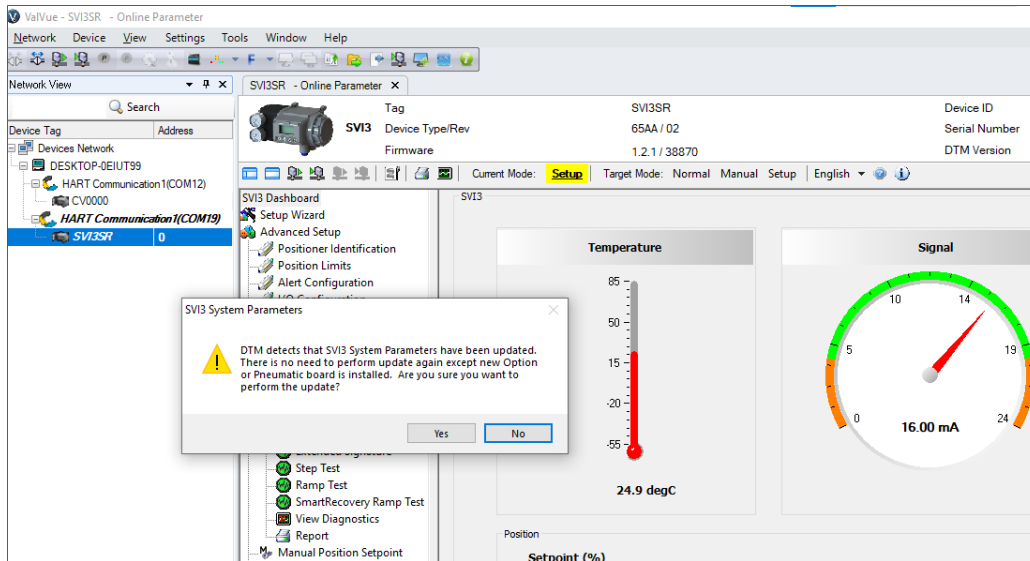 ValVue - SVI3SR - Online Parameter
Network Device View Settings Tools Window Help
Network View
SVI3SR - Online Parameter
Search
Device Tag Address
Devices Network
DESKTOP-0EIUT99
HART Communication1(COM12)
CV0000
HART Communication1(COM19)
SVI3SR 0
SVI3
Tag SVI3SR Device ID
Device Type/Rev 65AA / 02 Serial Number
Firmware 1.2.1 / 38870 DTM Version
Current Mode: Setup Target Mode: Normal Manual Setup English
SVI3 Dashboard
Setup Wizard
Advanced Setup
Positioner Identification
Position Limits
Alert Configuration
I/O Configuration
SVI3 System Parameters
DTM detects that SVI3 System Parameters have been updated.
There is no need to perform update again except new Option
or Pneumatic board is installed. Are you sure you want to
perform the update?
Yes No
Extended Signature
Step Test
Ramp Test
SmartRecovery Ramp Test
View Diagnostics
Report
Manual Position Setpoint
SVI3
Temperature
85
50
15
-20
-55
24.9 degC
Signal
0
5
10
14
19
24
16.00 mA
Position
Setpoint (%)